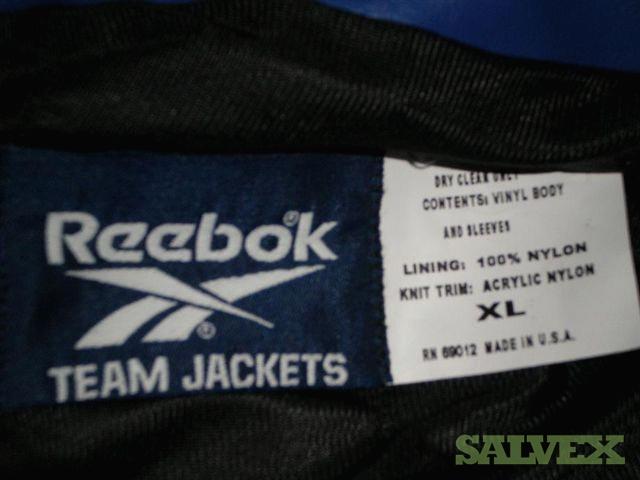 Reebok®
®
TEAM JACKETS
DRY CLEAN ONLY
CONTENTS: VINYL BODY
AND SLEEVES
LINING: 100% NYLON
KNIT TRIM: ACRYLIC NYLON
XL
RN 69012 MADE IN U.S.A.
SALVEX